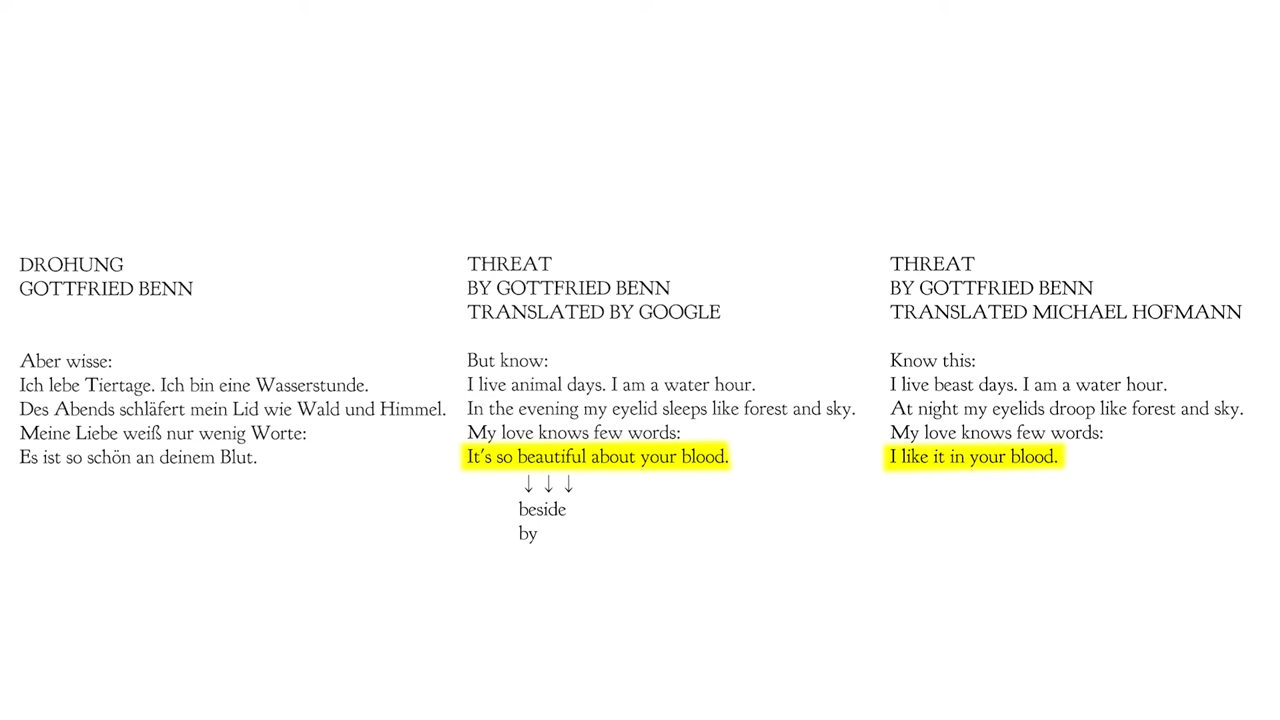 DROHUNG
GOTTFRIED BENN
Aber wisse:
Ich lebe Tiertage. Ich bin eine Wasserstunde.
Des Abends schläfert mein Lid wie Wald und Himmel.
Meine Liebe weiß nur wenig Worte:
Es ist so schön an deinem Blut.
THREAT
BY GOTTFRIED BENN
TRANSLATED BY GOOGLE
But know:
I live animal days. I am a water hour.
In the evening my eyelid sleeps like forest and sky.
My love knows few words:
It's so beautiful about your blood.
↓ ↓ ↓
beside
by
THREAT
BY GOTTFRIED BENN
TRANSLATED MICHAEL HOFMANN
Know this:
I live beast days. I am a water hour.
At night my eyelids droop like forest and sky.
My love knows few words:
I like it in your blood.